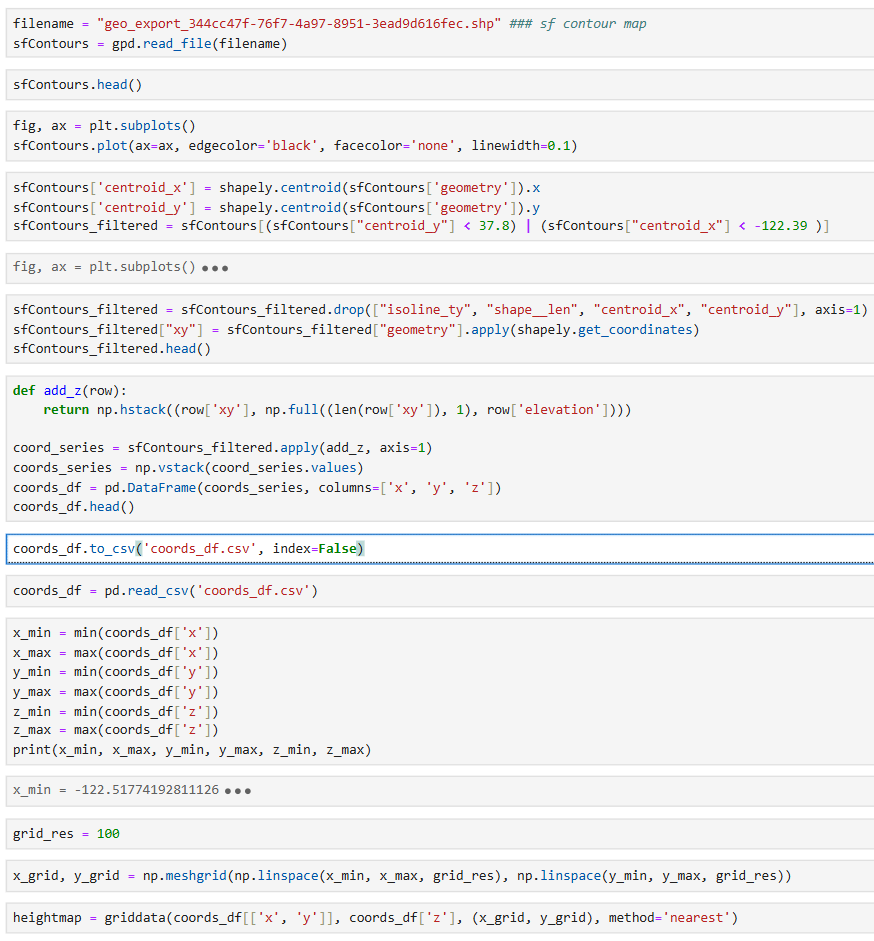 filename = "geo_export_344cc47f-76f7-4a97-8951-3ead9d616fec.shp" ### sf contour map
sfContours = gpd.read_file(filename)
sfContours.head()
fig, ax = plt.subplots()
sfContours.plot(ax=ax, edgecolor='black', facecolor='none', linewidth=0.1)
sfContours['centroid_x'] = shapely.centroid(sfContours['geometry']).x
sfContours['centroid_y'] = shapely.centroid(sfContours['geometry']).y
sfContours_filtered = sfContours[(sfContours["centroid_y"] < 37.8) | (sfContours["centroid_x"] < -122.39 )]
fig, ax = plt.subplots() •••
sfContours_filtered = sfContours_filtered.drop(["isoline_ty", "shape__len", "centroid_x", "centroid_y"], axis=1)
sfContours_filtered["xy"] = sfContours_filtered["geometry"].apply(shapely.get_coordinates)
sfContours_filtered.head()
def add_z(row):
    return np.hstack((row['xy'], np.full((len(row['xy']), 1), row['elevation'])))
coord_series = sfContours_filtered.apply(add_z, axis=1)
coords_series = np.vstack(coord_series.values)
coords_df = pd.DataFrame(coords_series, columns=['x', 'y', 'z'])
coords_df.head()
coords_df.to_csv('coords_df.csv', index=False)
coords_df = pd.read_csv('coords_df.csv')
x_min = min(coords_df['x'])
x_max = max(coords_df['x'])
y_min = min(coords_df['y'])
y_max = max(coords_df['y'])
z_min = min(coords_df['z'])
z_max = max(coords_df['z'])
print(x_min, x_max, y_min, y_max, z_min, z_max)
x_min = -122.51774192811126 •••
grid_res = 100
x_grid, y_grid = np.meshgrid(np.linspace(x_min, x_max, grid_res), np.linspace(y_min, y_max, grid_res))
heightmap = griddata(coords_df[['x', 'y']], coords_df['z'], (x_grid, y_grid), method='nearest')